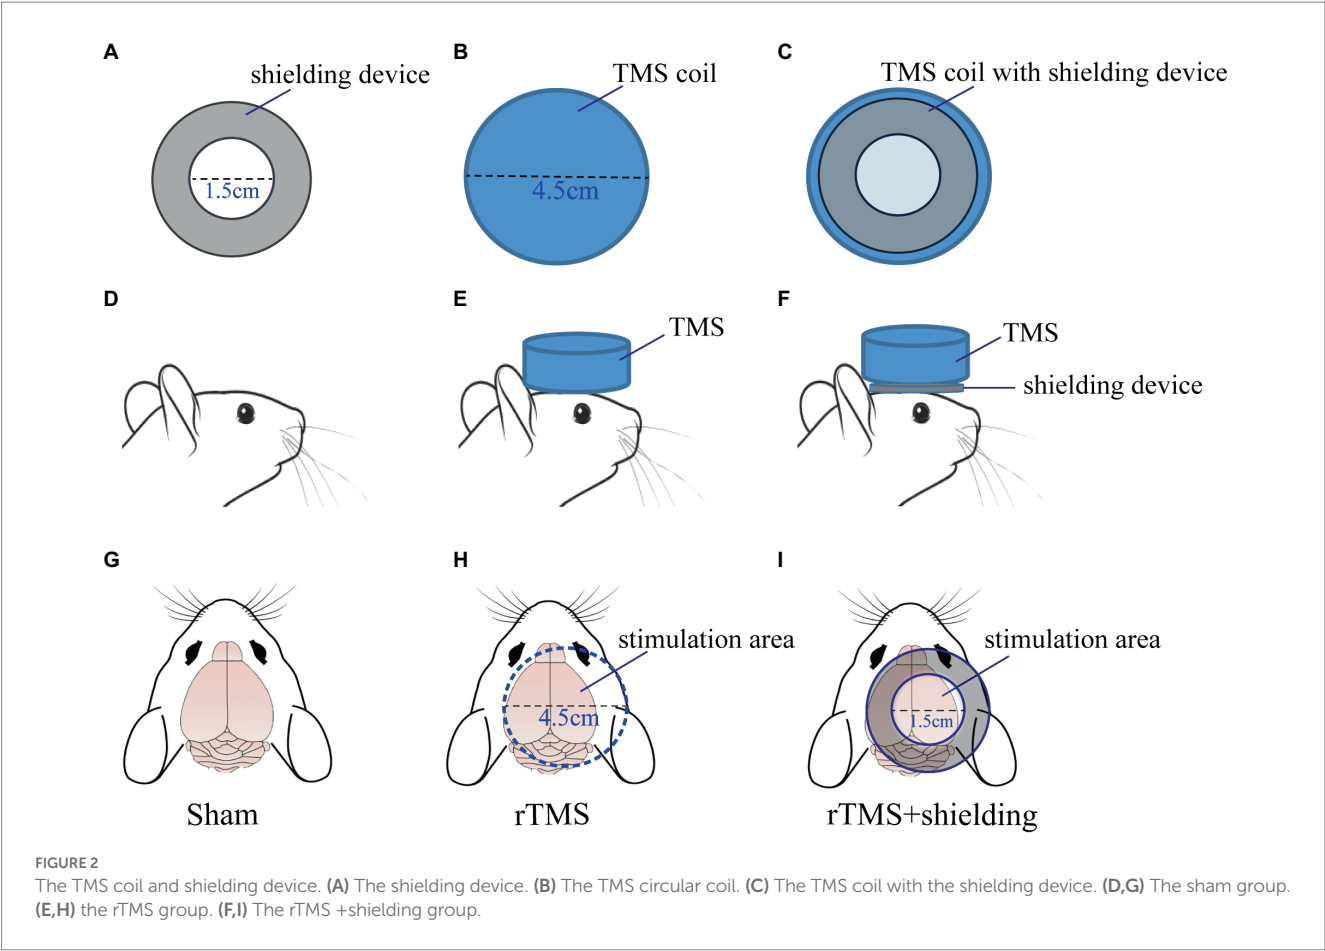 A
shielding device
1.5cm
B
TMS coil
4.5cm
C
TMS coil with shielding device
D
E
TMS
F
TMS
shielding device
G
Sham
H
stimulation area
4.5cm
rTMS
I
stimulation area
1.5cm
rTMS+shielding
FIGURE 2
The TMS coil and shielding device. (A) The shielding device. (B) The TMS circular coil. (C) The TMS coil with the shielding device. (D,G) The sham group.
(E,H) the rTMS group. (F,I) The rTMS +shielding group.